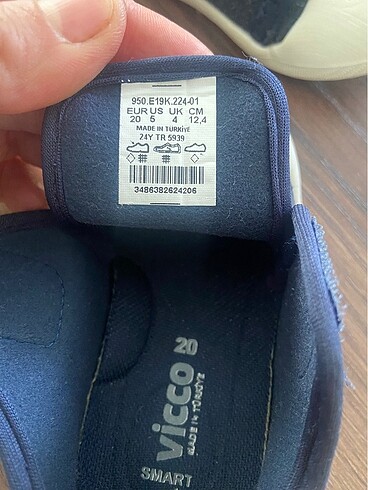 950.E19K.224-01
EUR US UK CM
20 5 4 12,4
MADE IN TÜRKİYE
24Y TR 5939
3486382624206
20
vicco
MADE IN TÜRKİYE
SMART